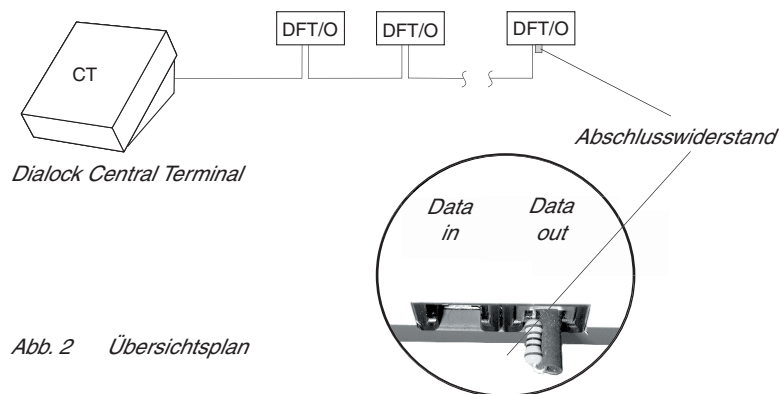 DFT/O DFT/O DFT/O
CT
Abschlusswiderstand
Dialock Central Terminal
Data in
Data out
Abb. 2 Übersichtsplan